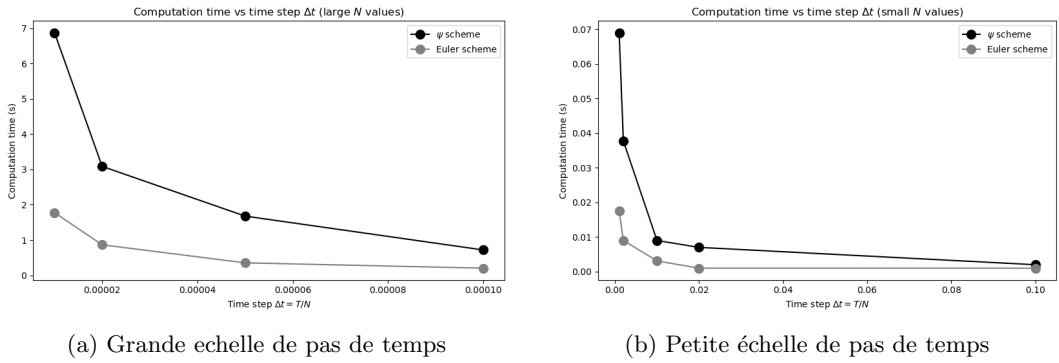 Computation time vs time step Δt (large N values)
Computation time (s)
7
6
5
4
3
2
1
0
ψ scheme
Euler scheme
0.00002
0.00004
0.00006
0.00008
0.00010
Time step Δt = T/N
(a) Grande echelle de pas de temps
Computation time vs time step Δt (small N values)
Computation time (s)
0.07
0.06
0.05
0.04
0.03
0.02
0.01
0.00
ψ scheme
Euler scheme
0.00
0.02
0.04
0.06
0.08
0.10
Time step Δt = T/N
(b) Petite échelle de pas de temps